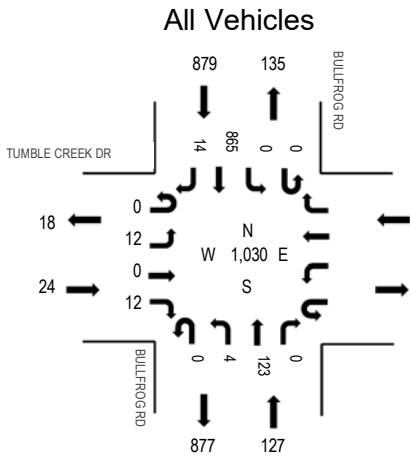 All Vehicles
879 135
BULLFROG RD
TUMBLE CREEK DR
14 865 0 0
0
18
12
N
W 1,030 E
0
S
24
12
0 4 123 0
BULLFROG RD
877 127